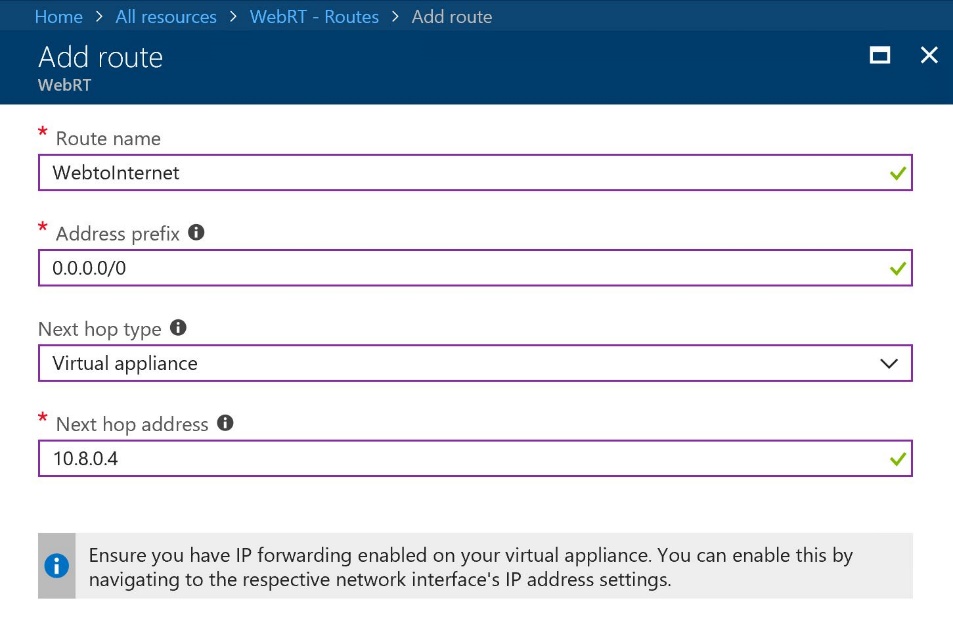 Home > All resources > WebRT - Routes > Add route
Add route
WebRT
* Route name
WebtoInternet
* Address prefix
0.0.0.0/0
Next hop type
Virtual appliance
* Next hop address
10.8.0.4
Ensure you have IP forwarding enabled on your virtual appliance. You can enable this by
navigating to the respective network interface's IP address settings.